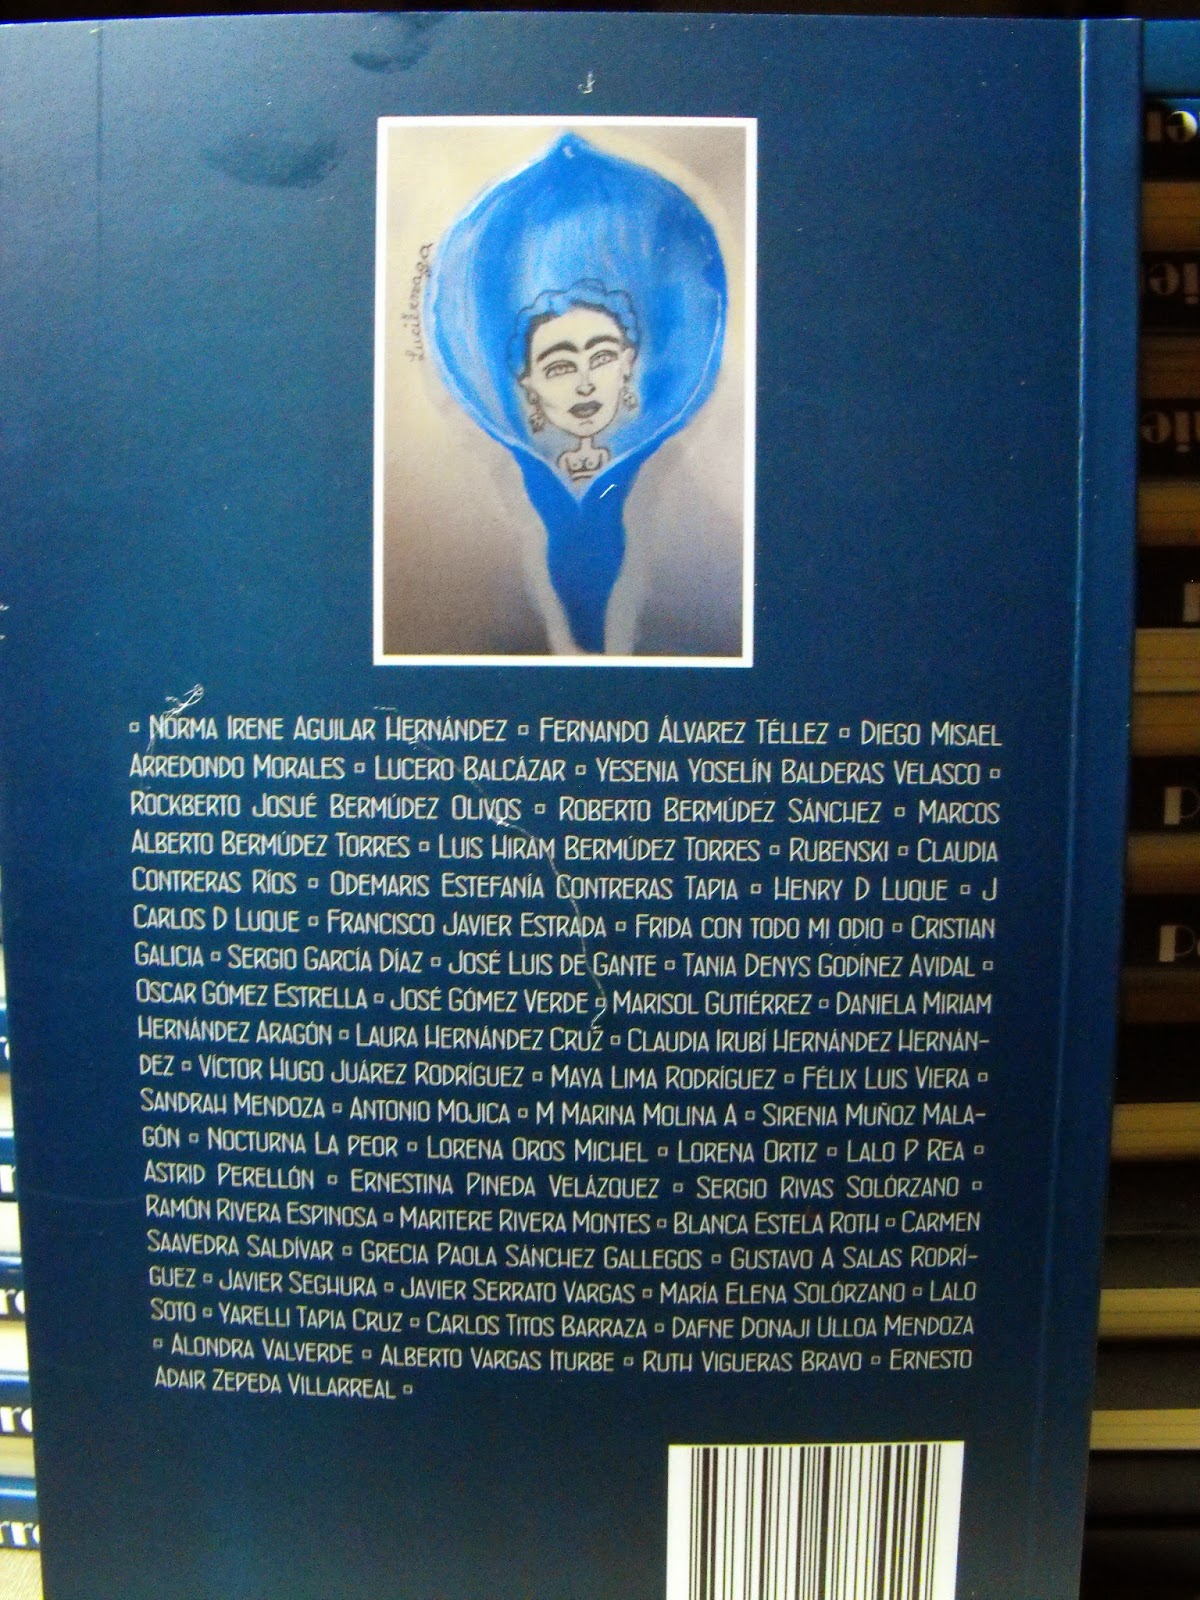 Lucifernaga
▫ Norma Irene Aguilar Hernández ▫ Fernando Álvarez Téllez ▫ Diego Misael
Arredondo Morales ▫ Lucero Balcázar ▫ Yesenia Yoselín Balderas Velasco ▫
Rockberto Josué Bermúdez Olivos ▫ Roberto Bermúdez Sánchez ▫ Marcos
Alberto Bermúdez Torres ▫ Luis Hiram Bermúdez Torres ▫ Rubenski ▫ Claudia
Contreras Ríos ▫ Odemaris Estefanía Contreras Tapia ▫ Henry D Luque ▫ J
Carlos D Luque ▫ Francisco Javier Estrada ▫ Frida con todo mi odio ▫ Cristian
Galicia ▫ Sergio García Díaz ▫ José Luis de Gante ▫ Tania Denys Godínez Avidal ▫
Oscar Gómez Estrella ▫ José Gómez Verde ▫ Marisol Gutiérrez ▫ Daniela Miriam
Hernández Aragón ▫ Laura Hernández Cruz ▫ Claudia Irubí Hernández Hernán-
dez ▫ Víctor Hugo Juárez Rodríguez ▫ Maya Lima Rodríguez ▫ Félix Luis Viera ▫
Sandrah Mendoza ▫ Antonio Mojica ▫ M Marina Molina A ▫ Sirenia Muñoz Mala-
gón ▫ Nocturna La peor ▫ Lorena Oros Michel ▫ Lorena Ortiz ▫ Lalo P Rea ▫
Astrid Perellón ▫ Ernestina Pineda Velázquez ▫ Sergio Rivas Solórzano ▫
Ramón Rivera Espinosa ▫ Maritere Rivera Montes ▫ Blanca Estela Roth ▫ Carmen
Saavedra Saldívar ▫ Grecia Paola Sánchez Gallegos ▫ Gustavo A Salas Rodrí-
guez ▫ Javier Seghura ▫ Javier Serrato Vargas ▫ María Elena Solórzano ▫ Lalo
Soto ▫ Yarelli Tapia Cruz ▫ Carlos Titos Barraza ▫ Dafne Donaji Ulloa Mendoza
▫ Alondra Valverde ▫ Alberto Vargas Iturbe ▫ Ruth Vigueras Bravo ▫ Ernesto
Adair Zepeda Villarreal ▫